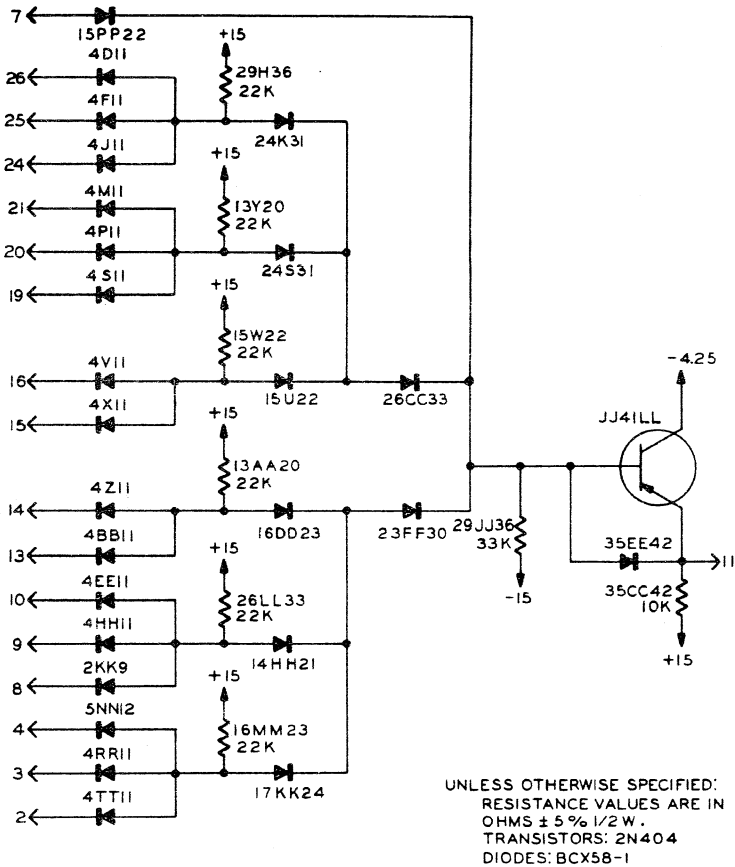 7
15PP22
4D11
+15
26
29H36
22K
4F11
25
24K31
4J11
24
+15
4M11
21
13Y20
22K
4P11
20
24S31
4S11
19
+15
15W22
22K
4V11
16
15U22
26CC33
-4.25
4X11
15
+15
JJ41LL
13AA20
22K
4Z11
14
16DD23
23FF30
29JJ36
33K
4BB11
13
+15
35EE42
11
4EE11
10
26LL33
22K
-15
35CC42
10K
4HH11
9
14HH21
+15
2KK9
8
+15
5NN12
4
16MM23
22K
4RR11
3
17KK24
4TT11
2
UNLESS OTHERWISE SPECIFIED:
RESISTANCE VALUES ARE IN
OHMS ± 5% 1/2 W.
TRANSISTORS: 2N404
DIODES: BCX58-1